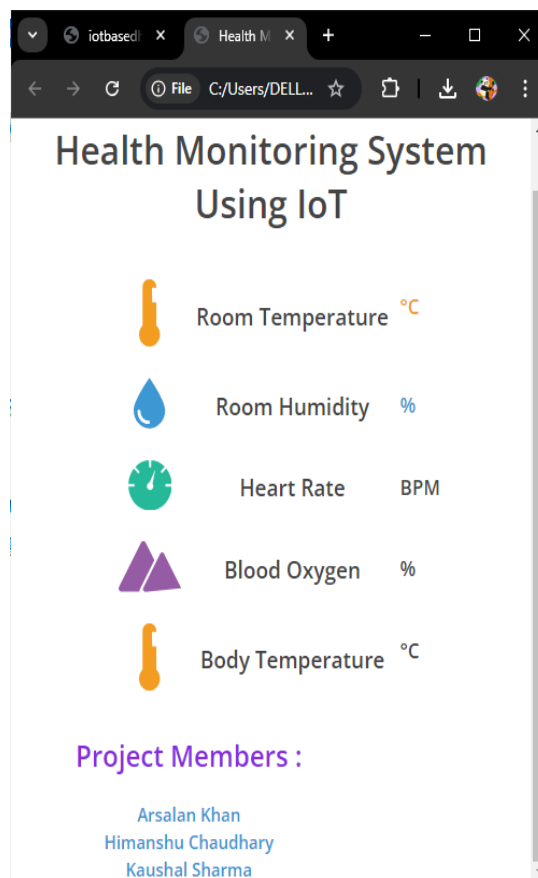 iotbasedh
Health M
File C:/Users/DELL...
Health Monitoring System
Using IoT
Room Temperature °C
Room Humidity %
Heart Rate BPM
Blood Oxygen %
Body Temperature °C
Project Members :
Arsalan Khan
Himanshu Chaudhary
Kaushal Sharma